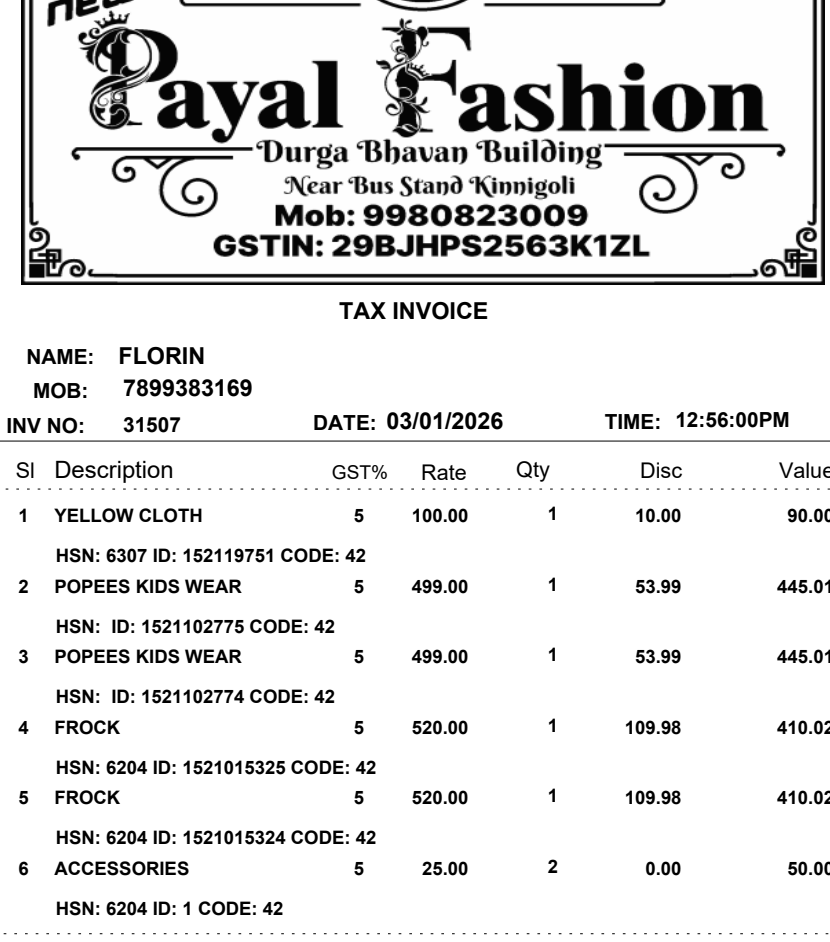 new
Payal Fashion
Durga Bhavan Building
Near Bus Stand Kinnigoli
Mob: 9980823009
GSTIN: 29BJHPS2563K1ZL
TAX INVOICE
NAME: FLORIN
MOB: 7899383169
INV NO: 31507 DATE: 03/01/2026 TIME: 12:56:00PM
Sl Description GST% Rate Qty Disc Value
1 YELLOW CLOTH 5 100.00 1 10.00 90.00
HSN: 6307 ID: 152119751 CODE: 42
2 POPEES KIDS WEAR 5 499.00 1 53.99 445.01
HSN: ID: 1521102775 CODE: 42
3 POPEES KIDS WEAR 5 499.00 1 53.99 445.01
HSN: ID: 1521102774 CODE: 42
4 FROCK 5 520.00 1 109.98 410.02
HSN: 6204 ID: 1521015325 CODE: 42
5 FROCK 5 520.00 1 109.98 410.02
HSN: 6204 ID: 1521015324 CODE: 42
6 ACCESSORIES 5 25.00 2 0.00 50.00
HSN: 6204 ID: 1 CODE: 42